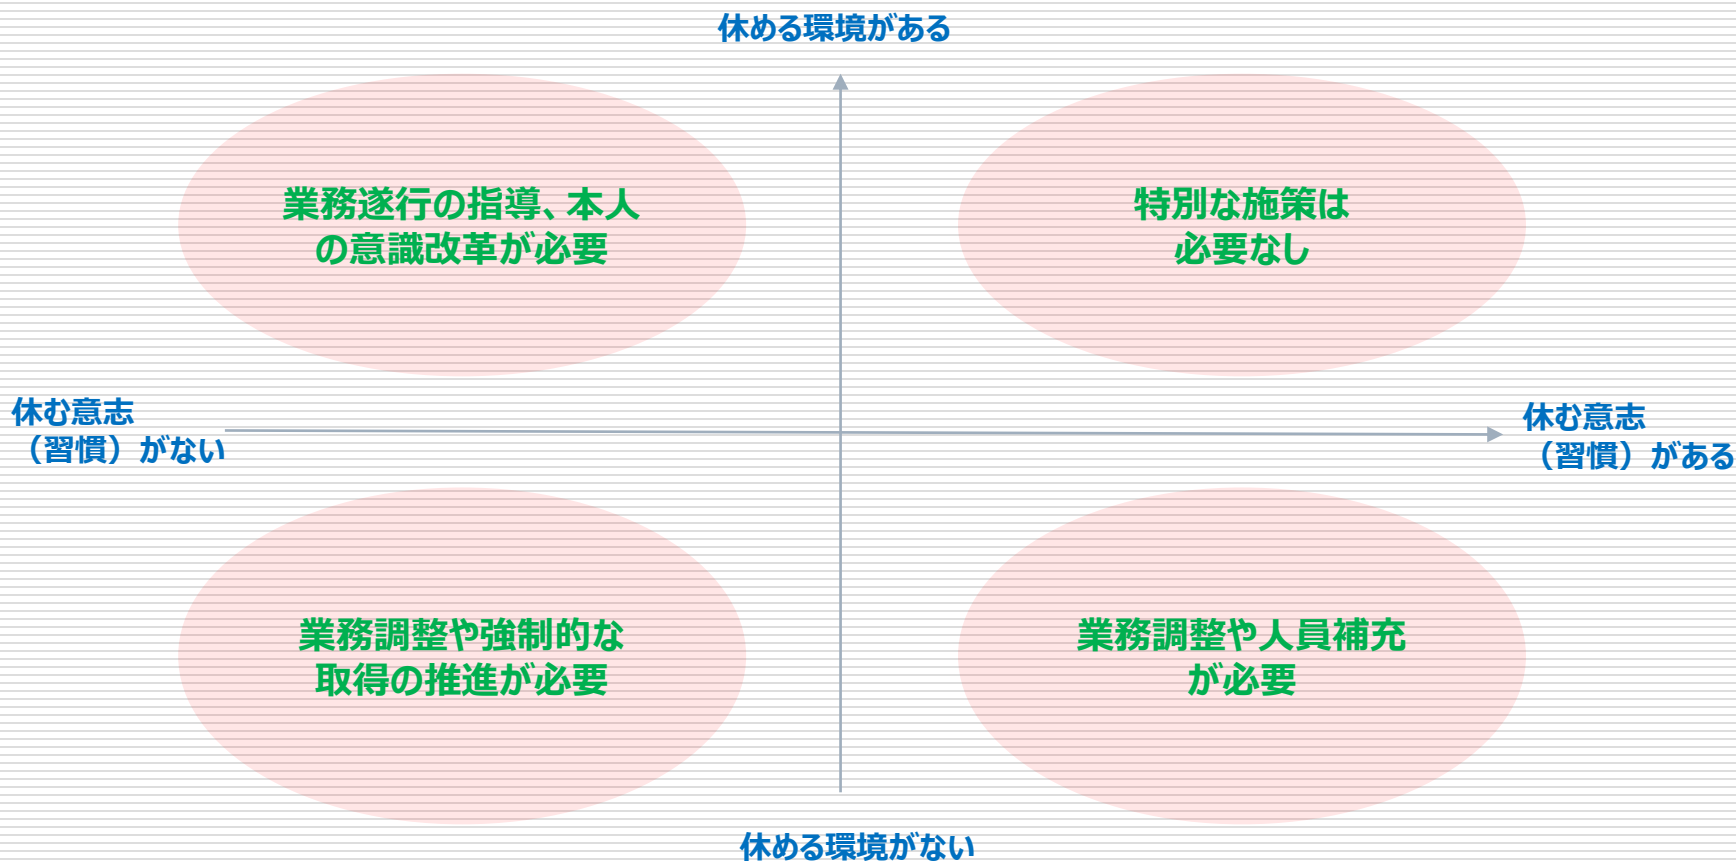 休める環境がある
業務遂行の指導、本人
の意識改革が必要
特別な施策は
必要なし
休む意志
（習慣）がない
休む意志
（習慣）がある
業務調整や強制的な
取得の推進が必要
業務調整や人員補充
が必要
休める環境がない